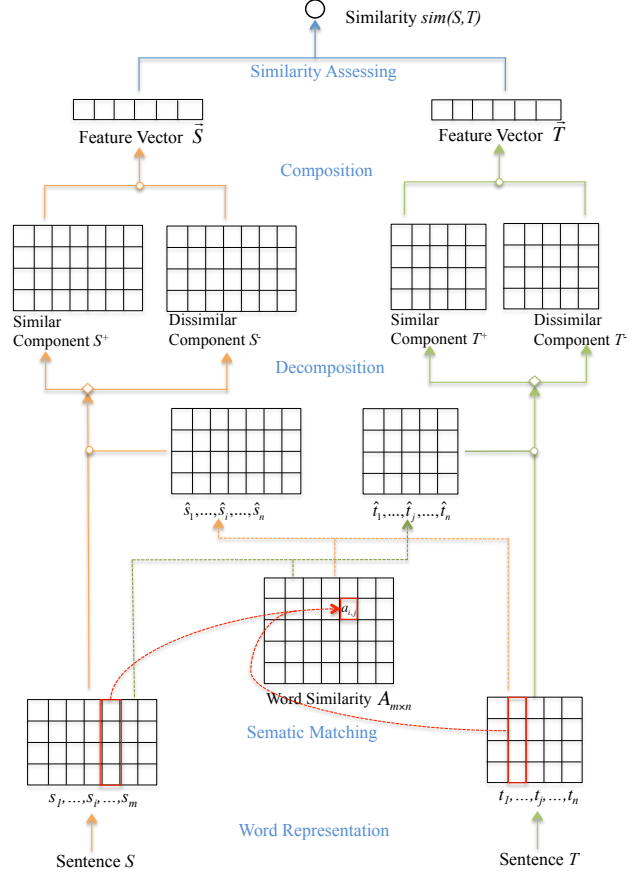 Similarity sim(S,T)
Similarity Assessing
Feature Vector S⃗
Feature Vector T⃗
Composition
Similar
Component S⁺
Dissimilar
Component S⁻
Similar
Component T⁺
Dissimilar
Component T⁻
Decomposition
ŝ₁,...,ŝᵢ,...,ŝₙ
t̂₁,...,t̂ⱼ,...,t̂ₙ
aᵢ,ⱼ
Word Similarity Aₘₓₙ
Sematic Matching
s₁,...,sᵢ,...,sₘ
t₁,...,tⱼ,...,tₙ
Word Representation
Sentence S
Sentence T